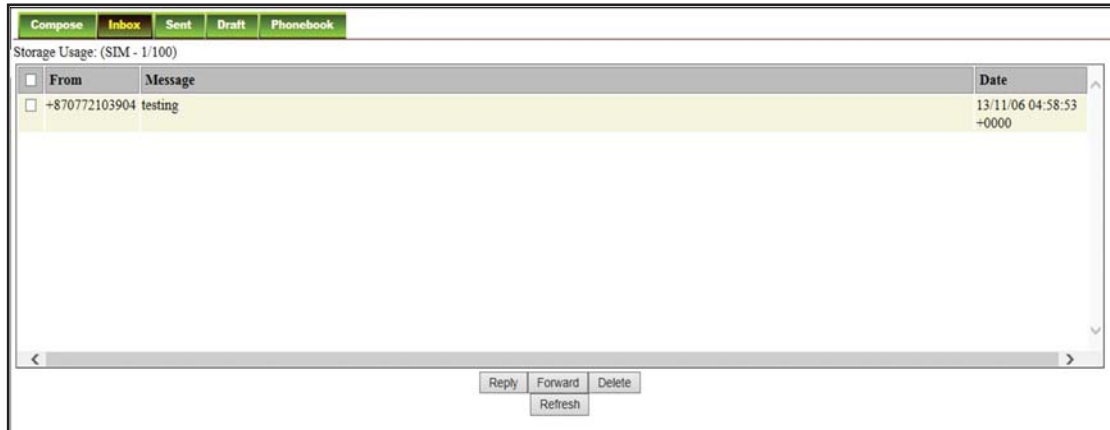 Compose Inbox Sent Draft Phonebook
Storage Usage: (SIM - 1/100)
From Message Date
+870772103904 testing 13/11/06 04:58:53
+0000
Reply Forward Delete
Refresh